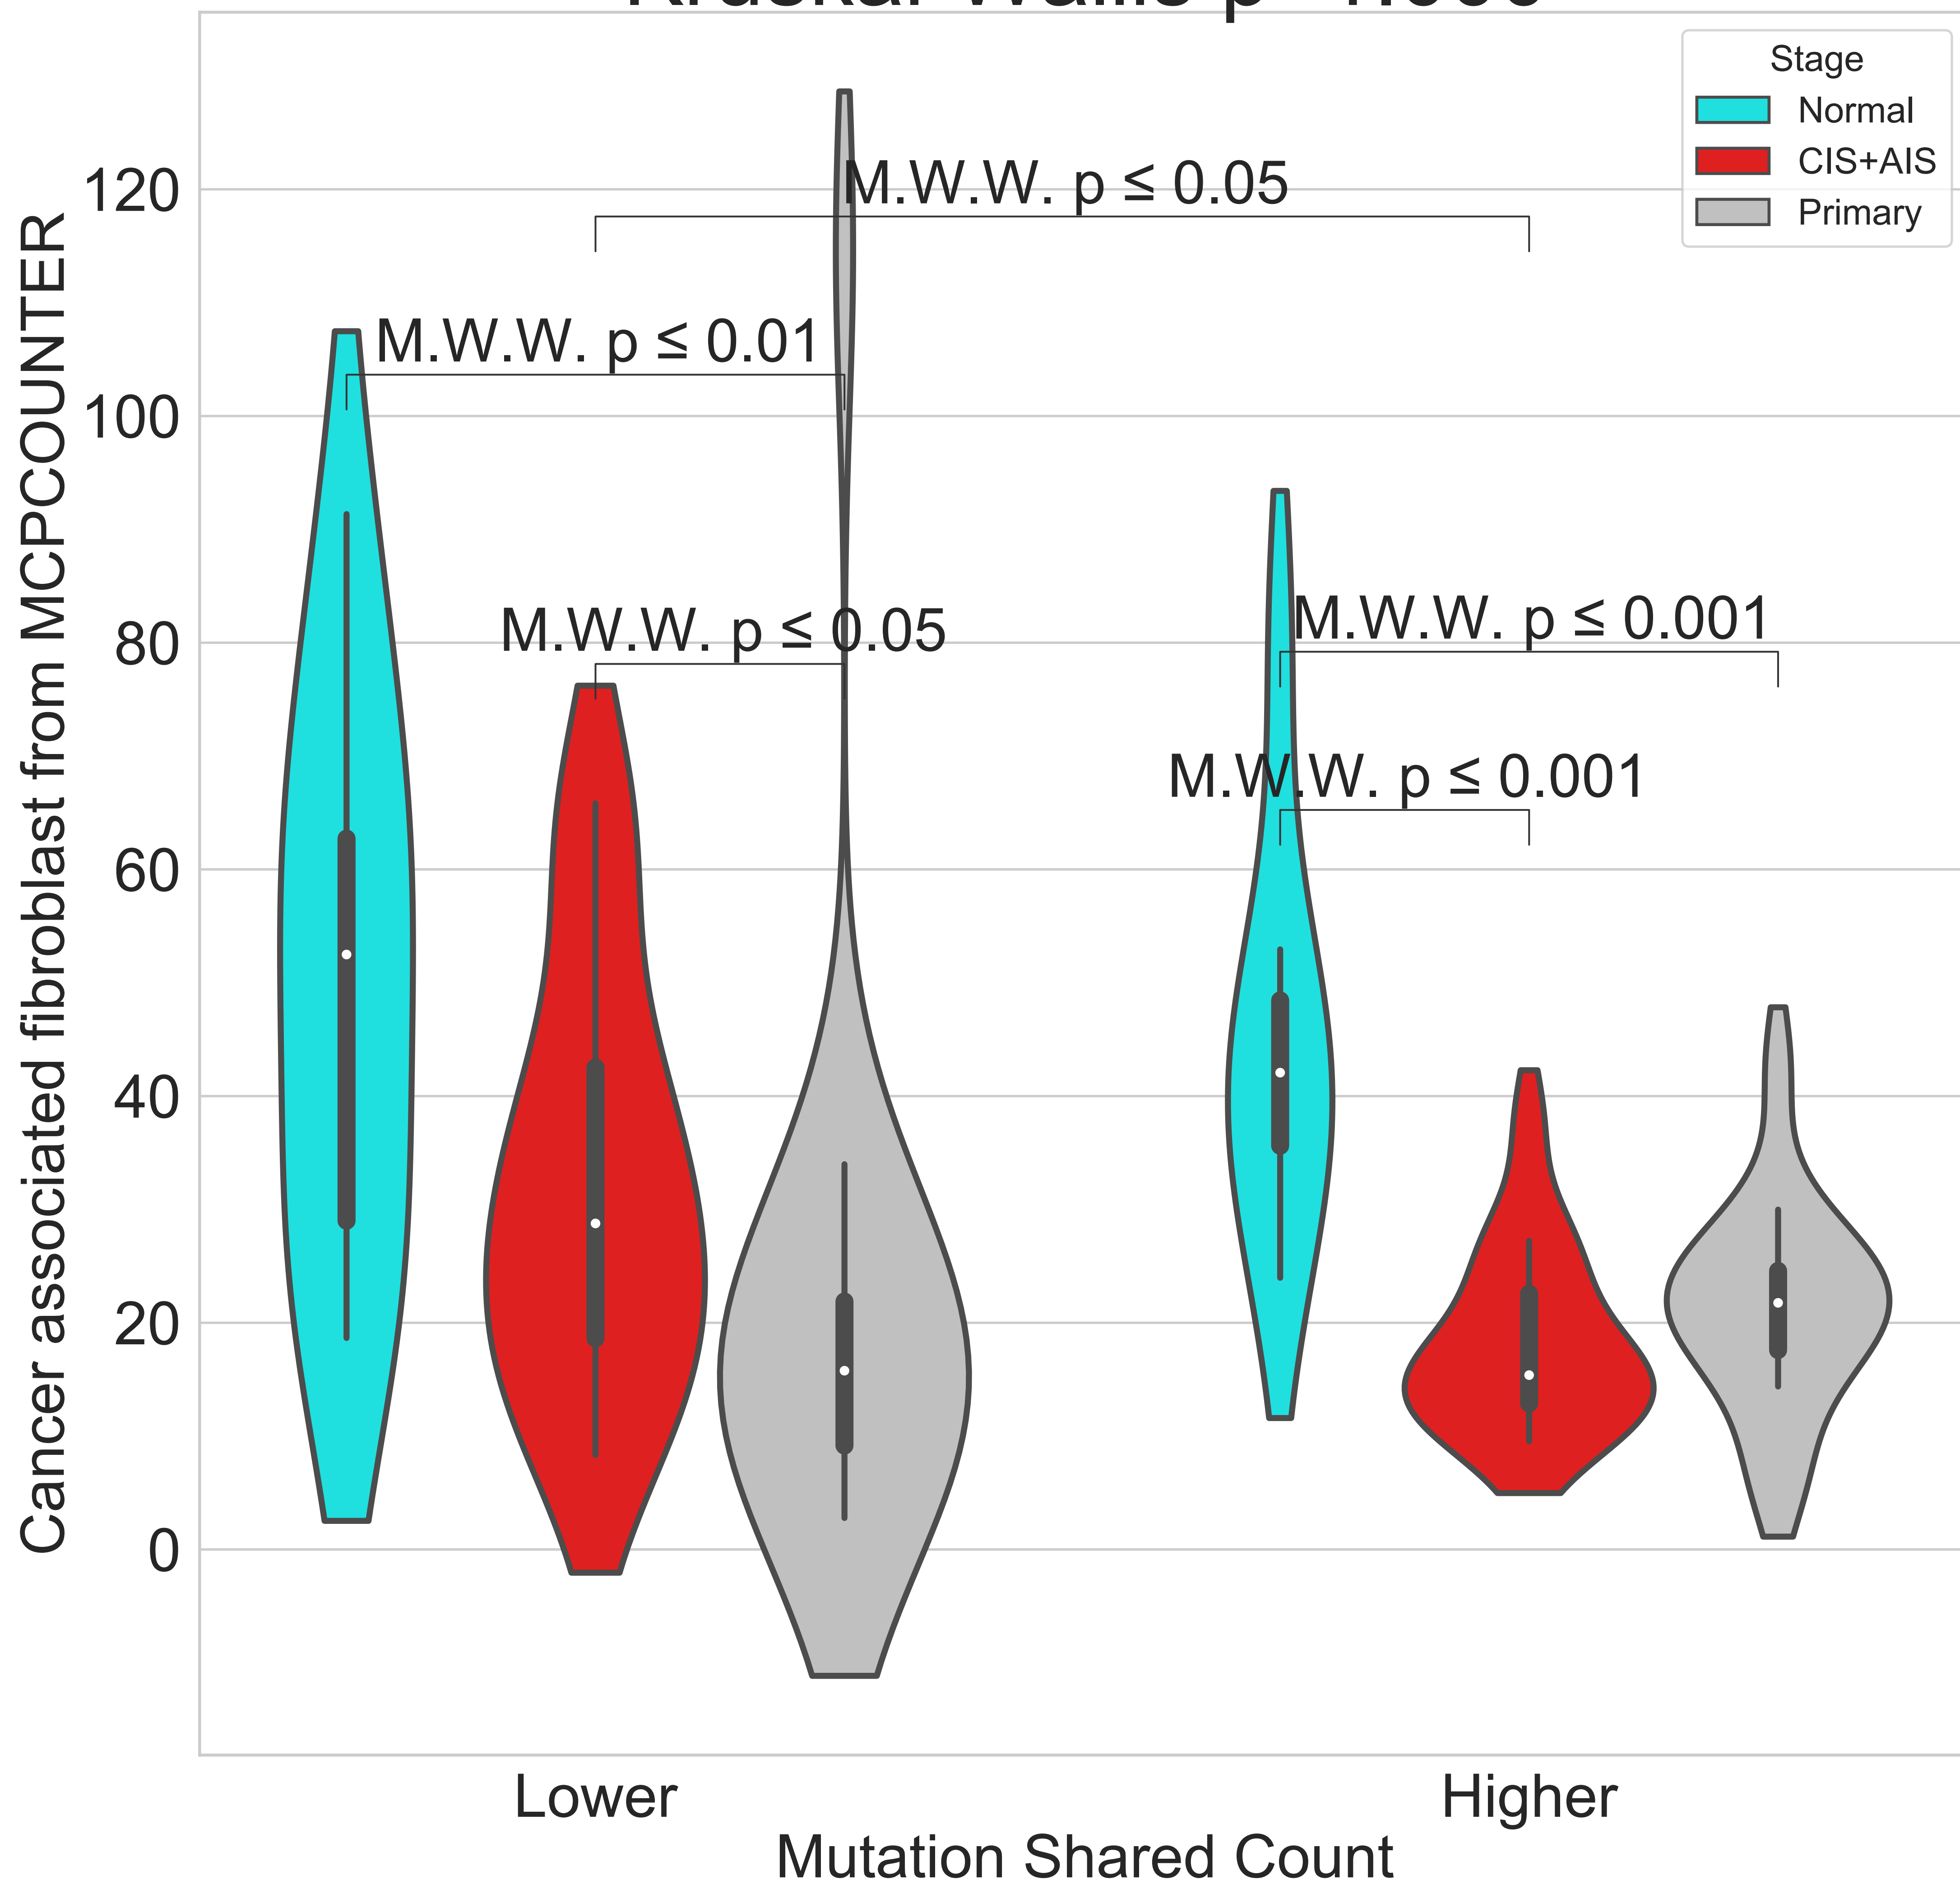 Stage
Normal
CIS+AIS
Primary
M.W.W. p ≤ 0.05
M.W.W. p ≤ 0.01
M.W.W. p ≤ 0.05
M.W.W. p ≤ 0.001
M.W.W. p ≤ 0.001
Cancer associated fibroblast from MCPCOUNTER
120
100
80
60
40
20
0
Lower
Higher
Mutation Shared Count